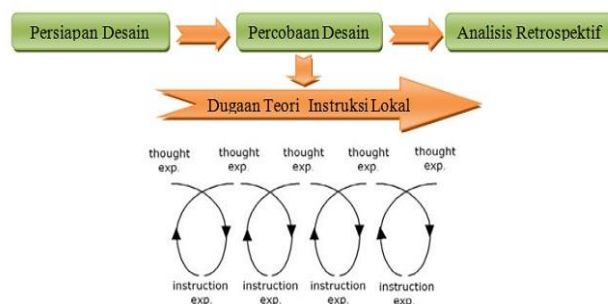 Persiapan Desain
Percobaan Desain
Analisis Retrospektif
Dugaan Teori Instruksi Lokal
thought exp.
thought exp.
thought exp.
thought exp.
thought exp.
instruction exp.
instruction exp.
instruction exp.
instruction exp.